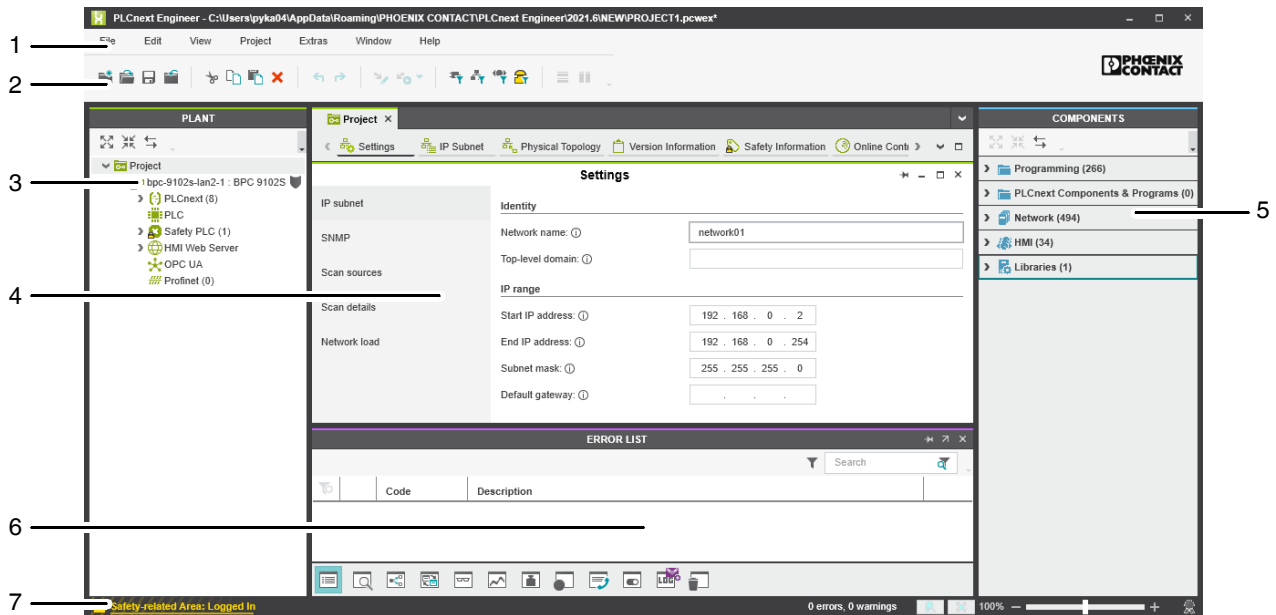 PLCnext Engineer - C:\Users\pyka04\AppData\Roaming\PHOENIX CONTACT\PLCnext Engineer\2021.6\NEW\PROJECT1.pcwex*
1
File Edit View Project Extras Window Help
2
PHOENIX
CONTACT
PLANT
Project
COMPONENTS
Settings IP Subnet Physical Topology Version Information Safety Information Online Conti
Project
3
bpc-9102s-lan2-1 : BPC 9102S
PLCnext (8)
PLC
Safety PLC (1)
HMI Web Server
OPC UA
Profinet (0)
Settings
IP subnet
SNMP
Scan sources
4
Scan details
Network load
Identity
Network name:
network01
Top-level domain:
IP range
Start IP address:
192 . 168 . 0 . 2
End IP address:
192 . 168 . 0 . 254
Subnet mask:
255 . 255 . 255 . 0
Default gateway:
. . .
Programming (266)
PLCnext Components & Programs (0)
Network (494)
5
HMI (34)
Libraries (1)
ERROR LIST
Search
Code Description
6
LOG
7
Safety-related Area: Logged In
0 errors, 0 warnings
100%